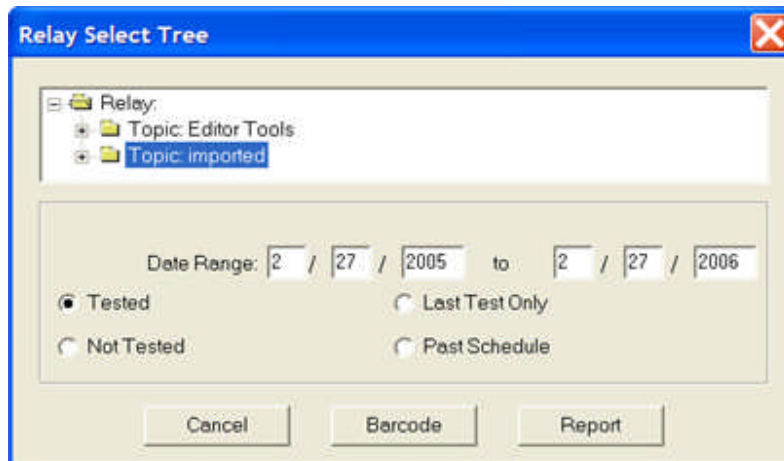 Relay Select Tree
Relay:
Topic: Editor Tools
Topic: imported
Date Range: 2 / 27 / 2005 to 2 / 27 / 2006
Tested Last Test Only
Not Tested Past Schedule
Cancel Barcode Report